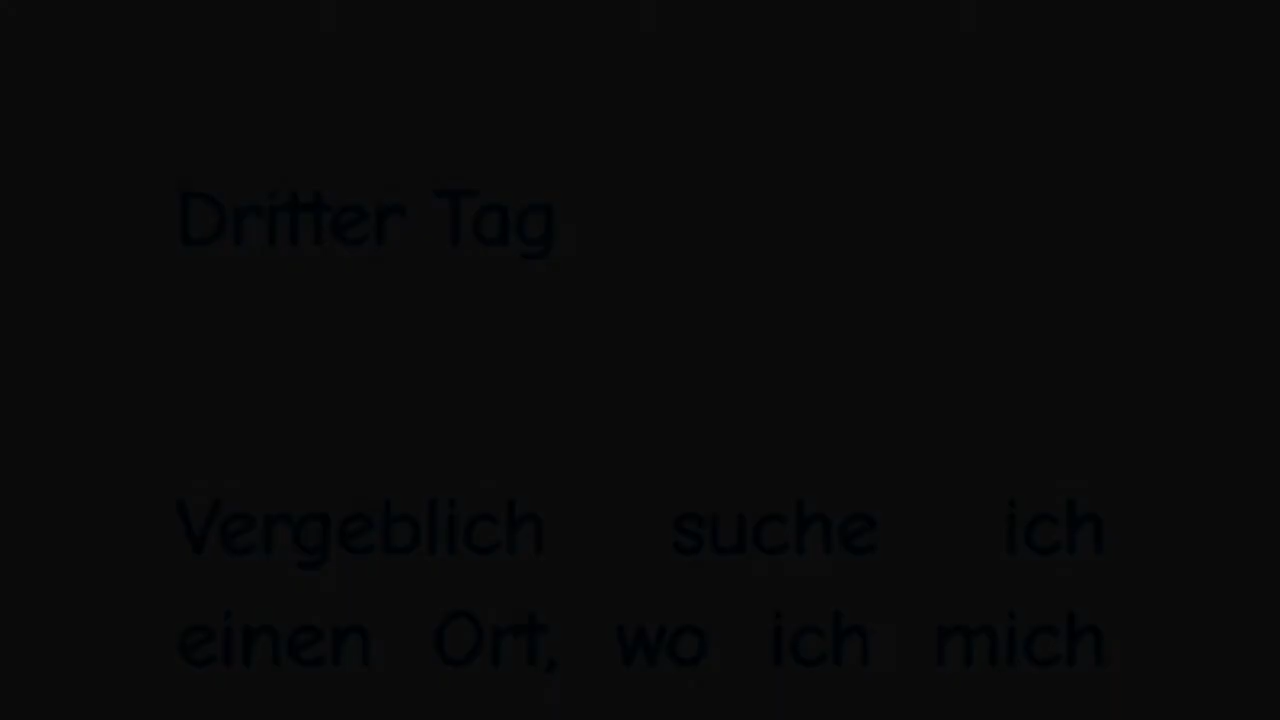 Dritter Tag
Vergeblich suche ich
einen Ort, wo ich mich